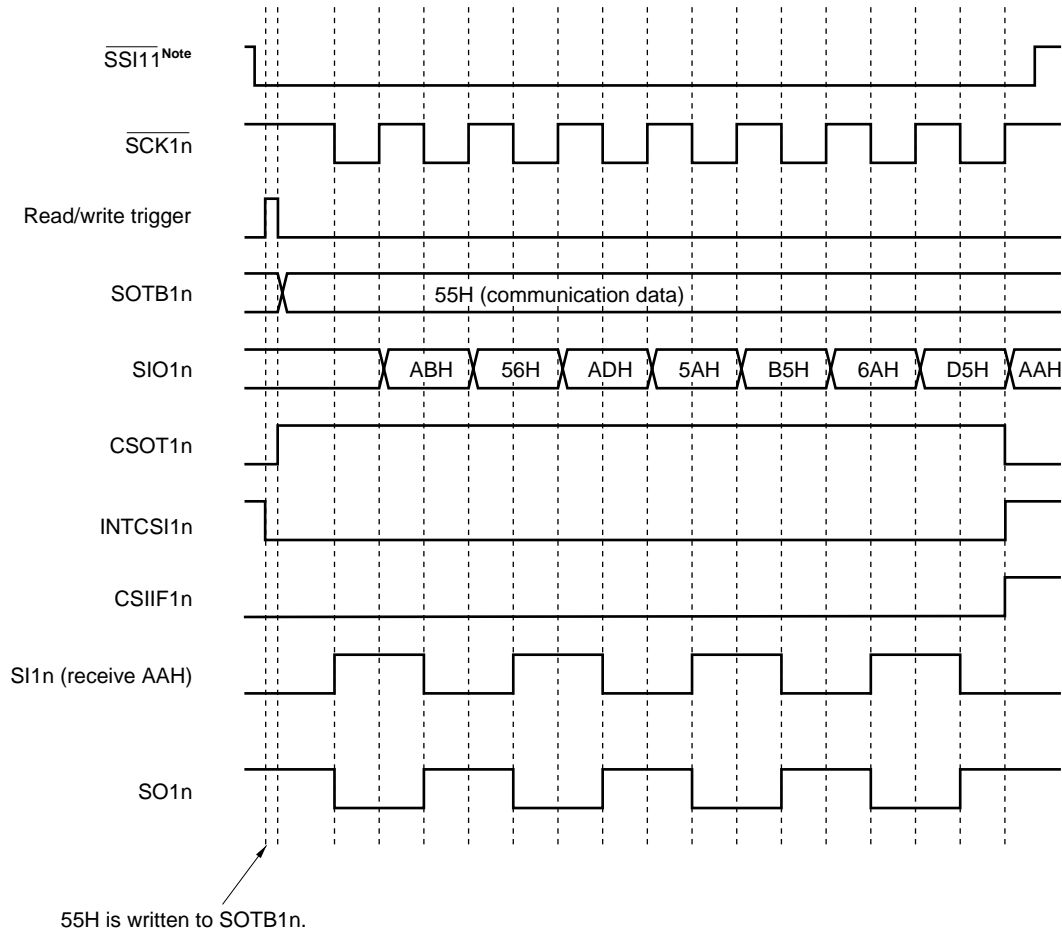 SSI11Note
SCK1n
Read/write trigger
SOTB1n
55H (communication data)
SIO1n
ABH 56H ADH 5AH B5H 6AH D5H AAH
CSOT1n
INTCSI1n
CSIIF1n
SI1n (receive AAH)
SO1n
55H is written to SOTB1n.